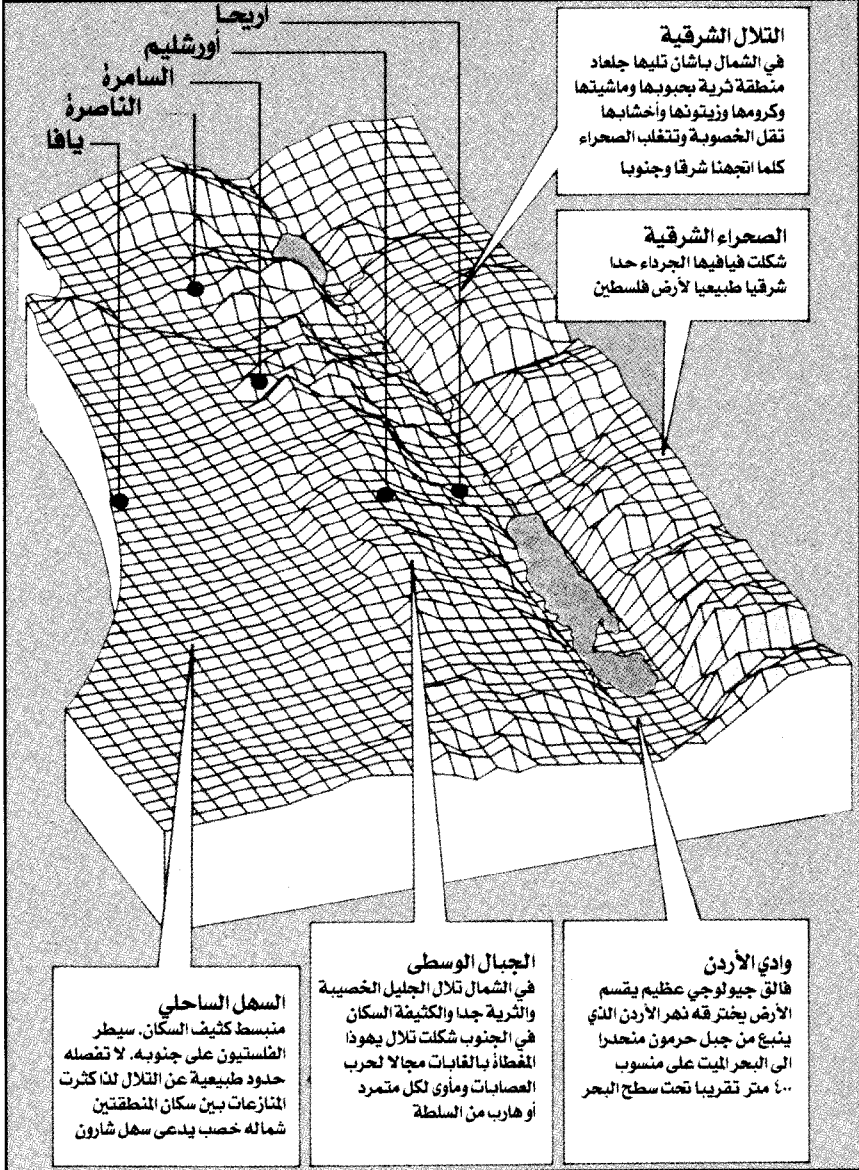 اريحا
أورشليم
السامرة
الناصرة
يافا
التلال الشرقية
في الشمال باشان تليها جلعاد
منطقة ثرية بحبوبها وماشيتها
وكرومها وزيتونها وأخشابها
تقل الخصوبة وتتغلب الصحراء
كلما اتجهنا شرقا وجنوبا
الصحراء الشرقية
شكلت فيافيها الجرداء حدا
شرقيا طبيعيا لأرض فلسطين
وادي الأردن
فالق جيولوجي عظيم يقسم
الأرض يخترقه نهر الأردن الذي
ينبع من جبل حرمون منحدرا
الى البحر الميت على منسوب
٤٠٠ متر تقريبا تحت سطح البحر
الجبال الوسطى
في الشمال تلال الجليل الخصيبة
والثرية جدا والكثيفة السكان
في الجنوب شكلت تلال يهوذا
المغطاة بالغابات مجالا لحرب
العصابات ومأوى لكل متمرد
أو هارب من السلطة
السهل الساحلي
منبسط كثيف السكان. سيطر
الفلستيون على جنوبه. لا تفصله
حدود طبيعية عن التلال لذا كثرت
المنازعات بين سكان المنطقتين
شماله خصب يدعى سهل شارون